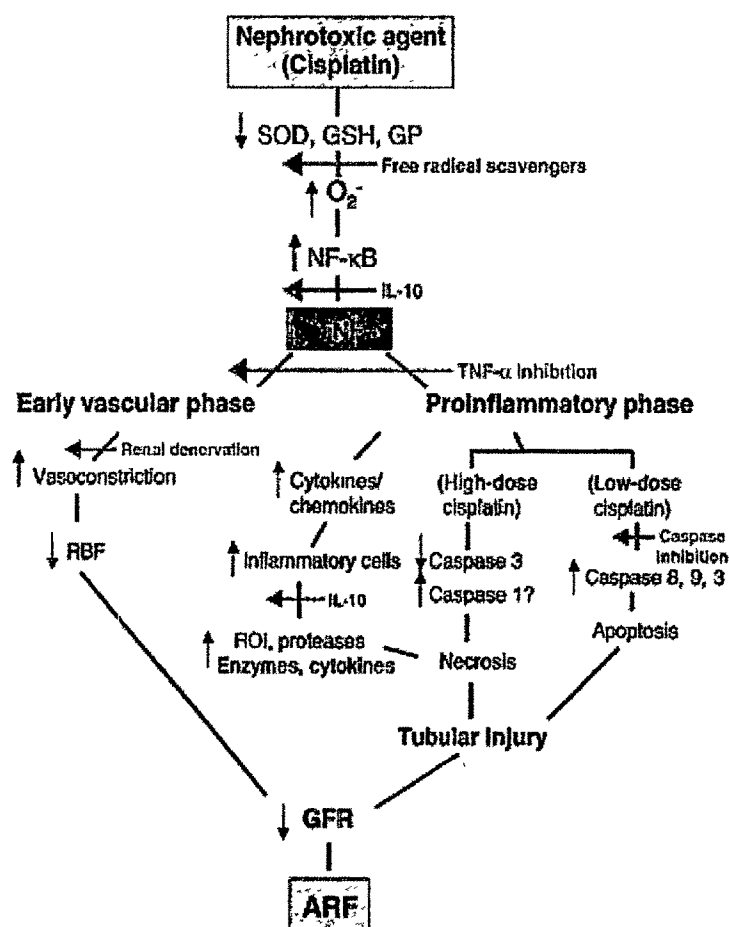 Nephrotoxic agent
(Cisplatin)
↓ SOD, GSH, GP
Free radical scavengers
↑ O₂⁻
↑ NF-κB
IL-10
TNF-α Inhibition
Early vascular phase
Proinflammatory phase
Renal denervation
↑ Vasoconstriction
↓ RBF
↑ Cytokines/
chemokines
↑ Inflammatory cells
IL-10
↑ ROI, proteases
Enzymes, cytokines
(High-dose
cisplatin)
↓ Caspase 3
↑ Caspase 1?
Necrosis
(Low-dose
cisplatin)
Caspase
Inhibition
↑ Caspase 8, 9, 3
Apoptosis
Tubular Injury
↓ GFR
ARF